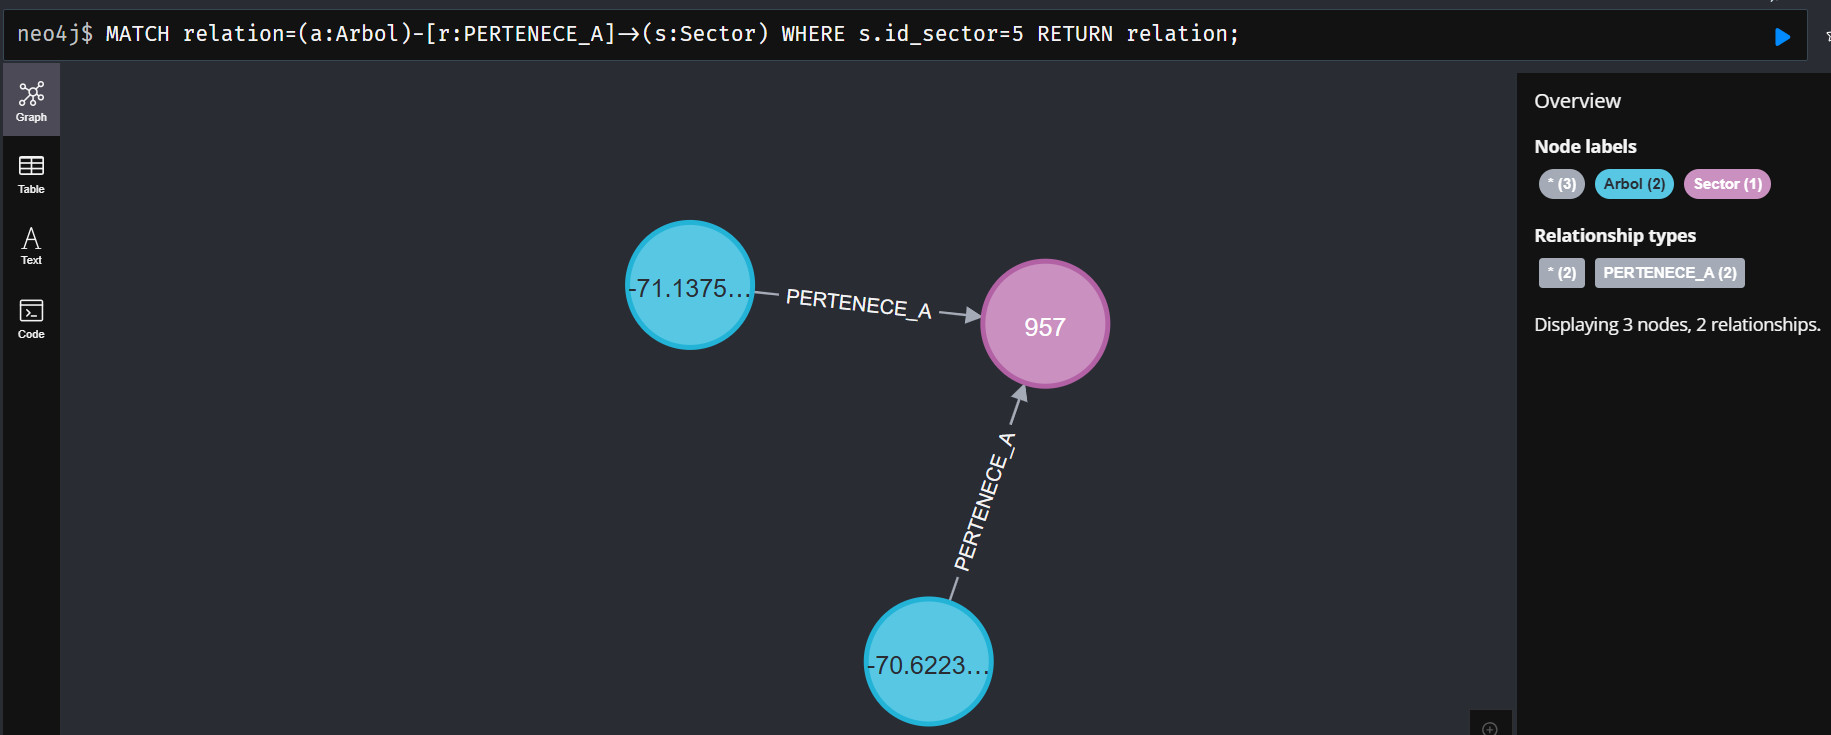 neo4j$ MATCH relation=(a:Arbol)-[r:PERTENECE_A]->(s:Sector) WHERE s.id_sector=5 RETURN relation;
Graph
Table
Text
Code
-71.1375...
PERTENECE_A
957
PERTENECE_A
-70.6223...
Overview
Node labels
* (3) Arbol (2) Sector (1)
Relationship types
* (2) PERTENECE_A (2)
Displaying 3 nodes, 2 relationships.